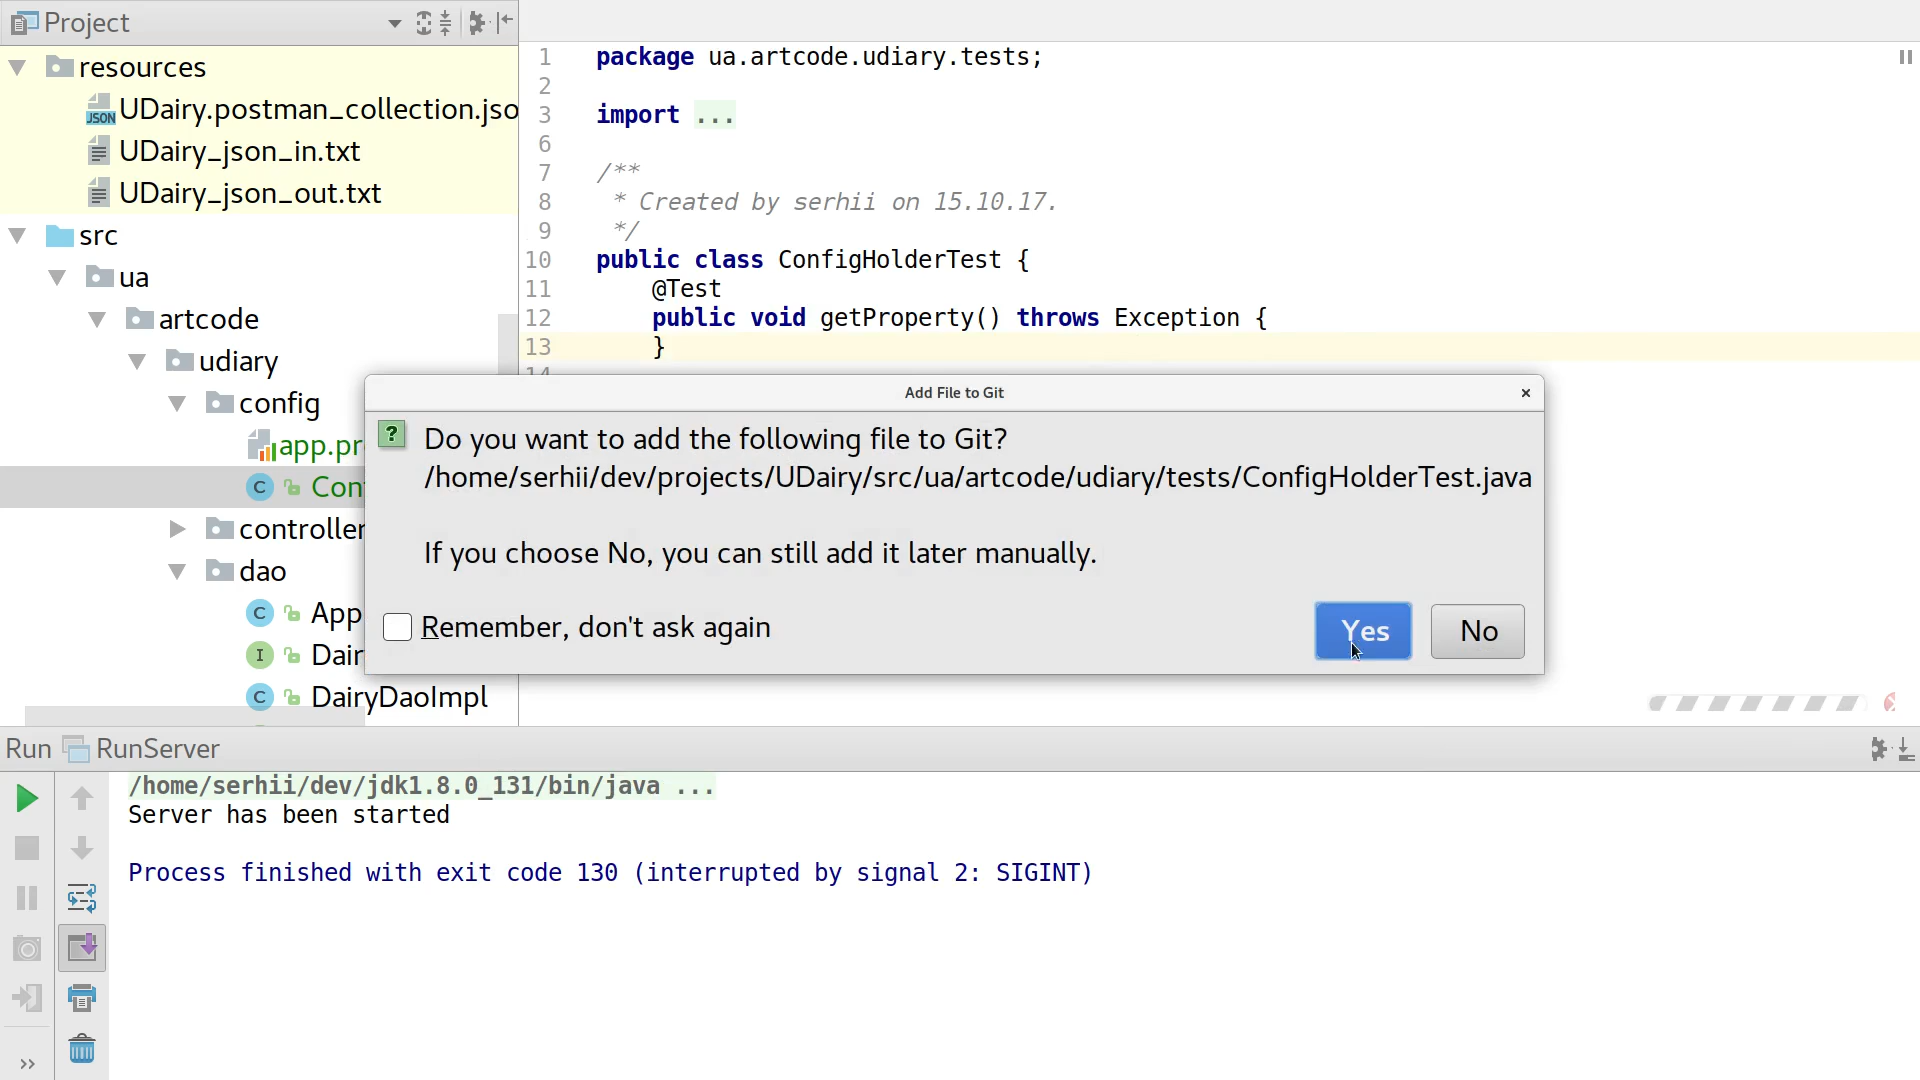 Project
resources
UDairy.postman_collection.jso
UDairy_json_in.txt
UDairy_json_out.txt
src
ua
artcode
udiary
config
app.pr
Con
controller
dao
App
Dair
DairyDaoImpl
1 package ua.artcode.udiary.tests;
2
3 import ...
6
7 /**
8 * Created by serhii on 15.10.17.
9 */
10 public class ConfigHolderTest {
11 @Test
12 public void getProperty() throws Exception {
13 }
14
Add File to Git
Do you want to add the following file to Git?
/home/serhii/dev/projects/UDairy/src/ua/artcode/udiary/tests/ConfigHolderTest.java
If you choose No, you can still add it later manually.
Remember, don't ask again
Yes
No
Run RunServer
/home/serhii/dev/jdk1.8.0_131/bin/java ...
Server has been started
Process finished with exit code 130 (interrupted by signal 2: SIGINT)